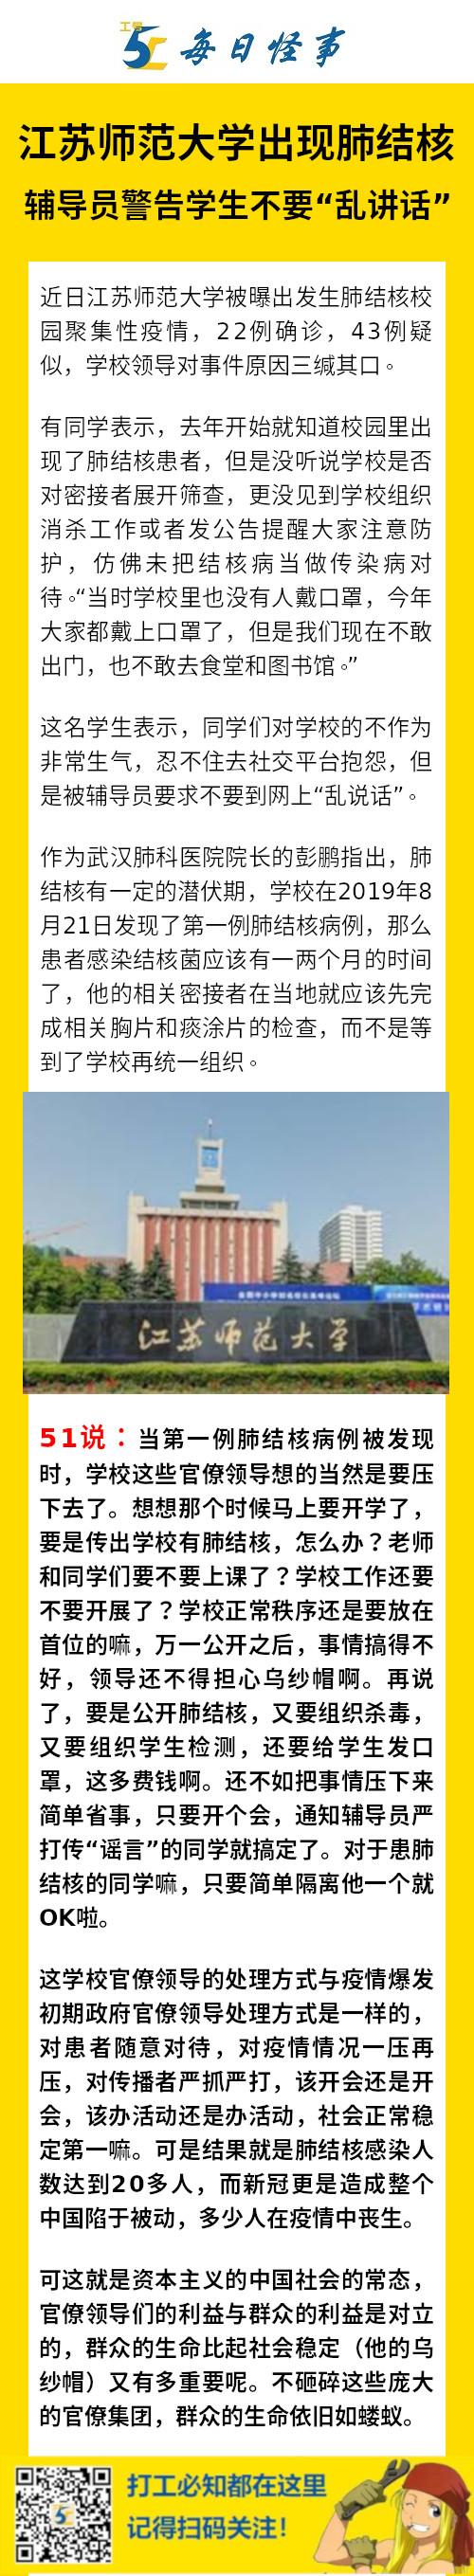 工号
51
每日怪事
江苏师范大学出现肺结核
辅导员警告学生不要“乱讲话”
近日江苏师范大学被曝出发生肺结核校
园聚集性疫情，22例确诊，43例疑
似，学校领导对事件原因三缄其口。
有同学表示，去年开始就知道校园里出
现了肺结核患者，但是没听说学校是否
对密接者展开筛查，更没见到学校组织
消杀工作或者发公告提醒大家注意防
护，仿佛未把结核病当做传染病对
待。“当时学校里也没有人戴口罩，今年
大家都戴上口罩了，但是我们现在不敢
出门，也不敢去食堂和图书馆。”
这名学生表示，同学们对学校的不作为
非常生气，忍不住去社交平台抱怨，但
是被辅导员要求不要到网上“乱说话”。
作为武汉肺科医院院长的彭鹏指出，肺
结核有一定的潜伏期，学校在2019年8
月21日发现了第一例肺结核病例，那么
患者感染结核菌应该有一两个月的时间
了，他的相关密接者在当地就应该先完
成相关胸片和痰涂片的检查，而不是等
到了学校再统一组织。
江苏师范大学
51说：当第一例肺结核病例被发现
时，学校这些官僚领导想的当然是要压
下去了。想想那个时候马上要开学了，
要是传出学校有肺结核，怎么办？老师
和同学们要不要上课了？学校工作还要
不要开展了？学校正常秩序还是要放在
首位的嘛，万一公开之后，事情搞得不
好，领导还不得担心乌纱帽啊。再说
了，要是公开肺结核，又要组织杀毒，
又要组织学生检测，还要给学生发口
罩，这多费钱啊。还不如把事情压下来
简单省事，只要开个会，通知辅导员严
打传“谣言”的同学就搞定了。对于患肺
结核的同学嘛，只要简单隔离他一个就
OK啦。
这学校官僚领导的处理方式与疫情爆发
初期政府官僚领导处理方式是一样的，
对患者随意对待，对疫情情况一压再
压，对传播者严抓严打，该开会还是开
会，该办活动还是办活动，社会正常稳
定第一嘛。可是结果就是肺结核感染人
数达到20多人，而新冠更是造成整个
中国陷于被动，多少人在疫情中丧生。
可这就是资本主义的中国社会的常态，
官僚领导们的利益与群众的利益是对立
的，群众的生命比起社会稳定（他的乌
纱帽）又有多重要呢。不砸碎这些庞大
的官僚集团，群众的生命依旧如蝼蚁。
打工必知都在这里
记得扫码关注！